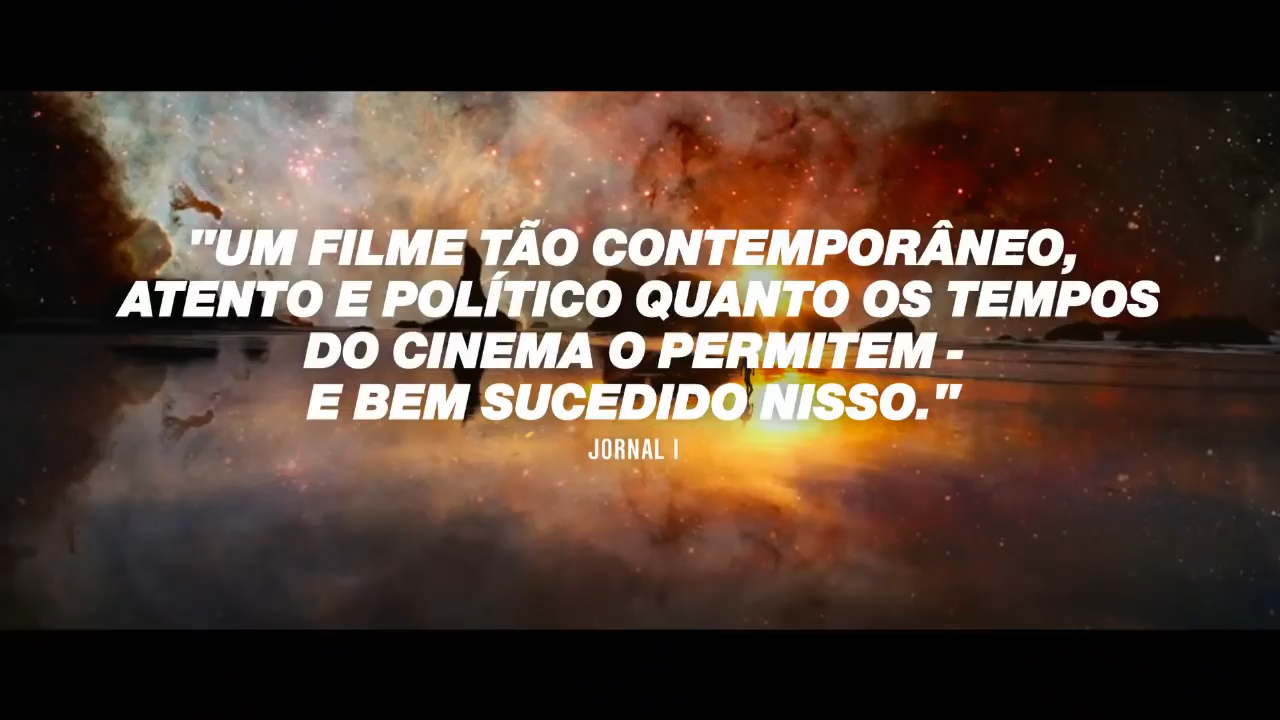 "UM FILME TÃO CONTEMPORÂNEO,
ATENTO E POLÍTICO QUANTO OS TEMPOS
DO CINEMA O PERMITEM -
E BEM SUCEDIDO NISSO."
JORNAL I